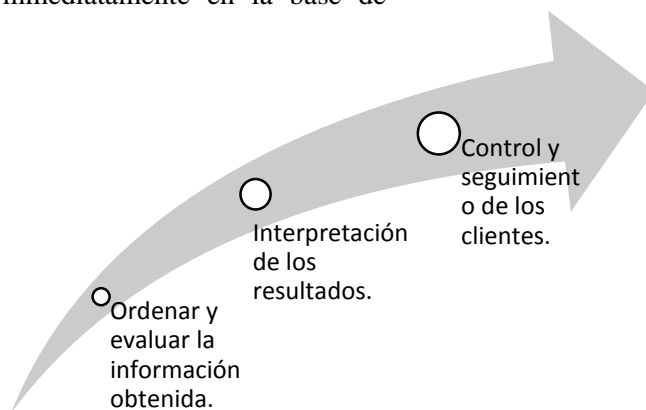 inmediatamente en la base de
Control y
seguimient
o de los
clientes.
Interpretación
de los
resultados.
Ordenar y
evaluar la
información
obtenida.